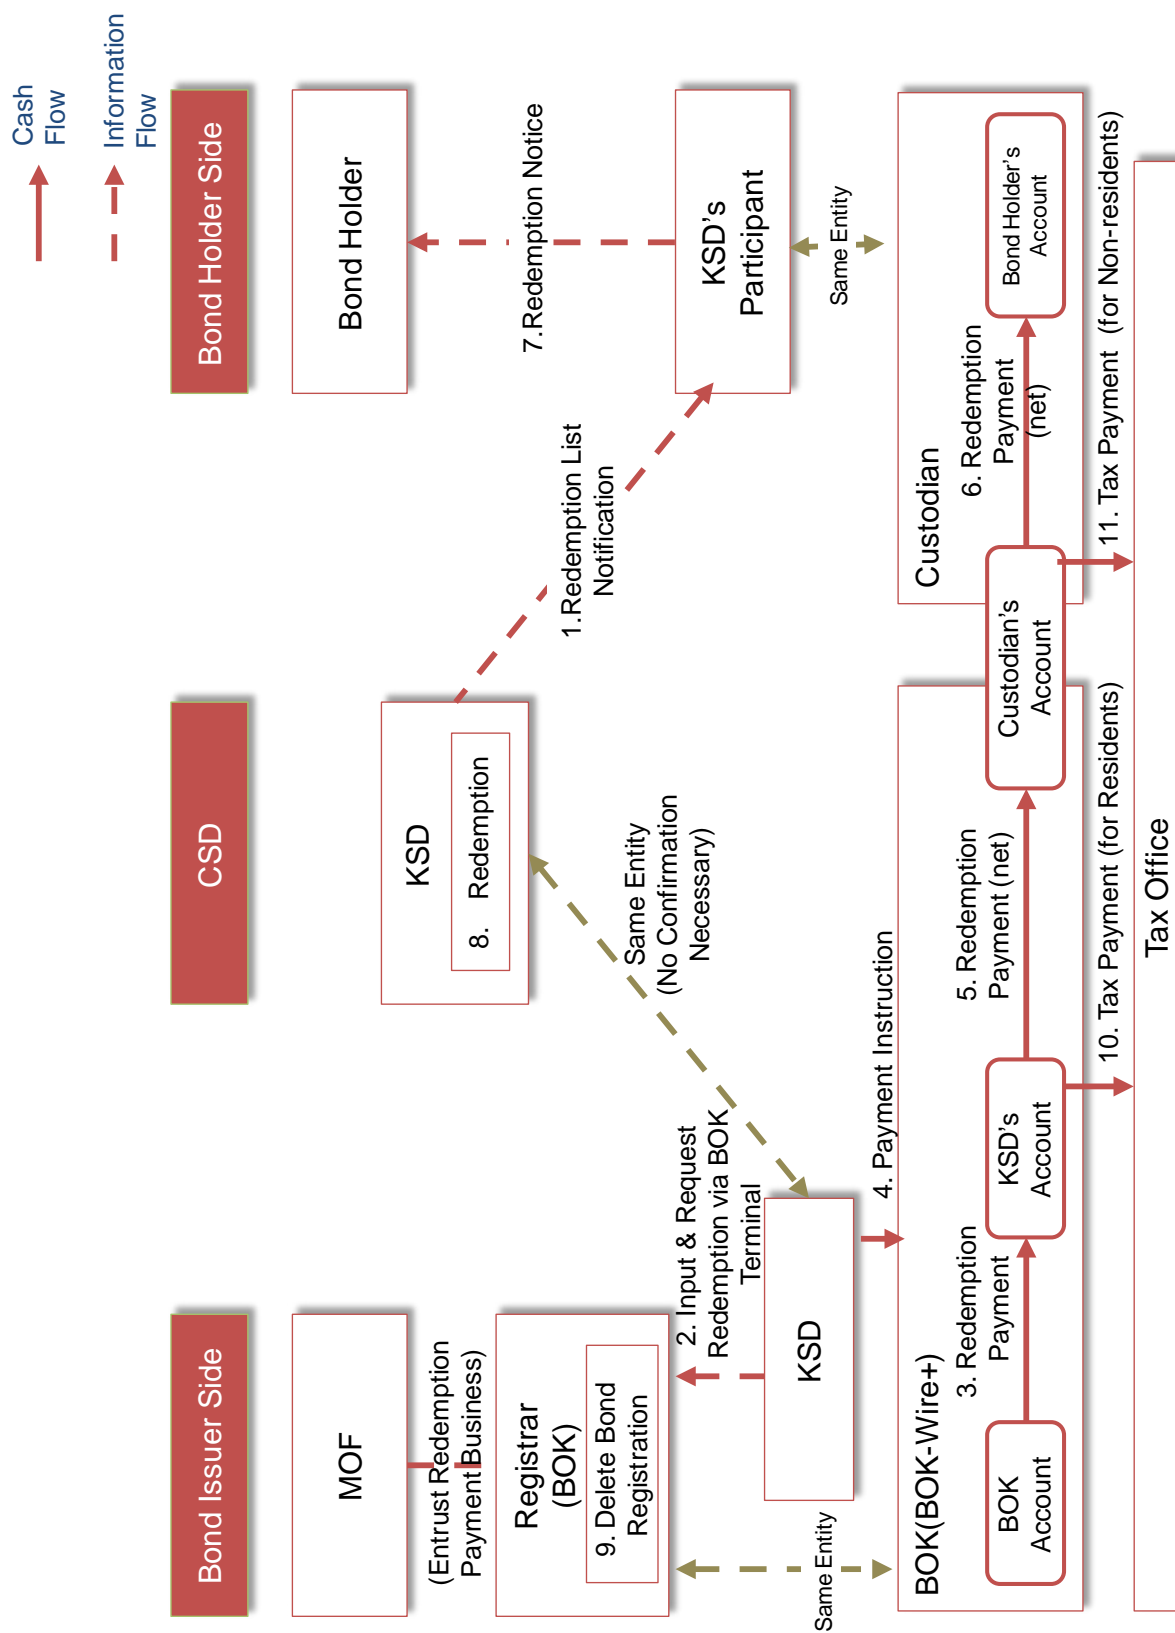 Cash
Flow
Information
Flow
Bond Issuer Side
CSD
Bond Holder Side
MOF
Bond Holder
(Entrust Redemption
Payment Business)
KSD
8. Redemption
7.Redemption Notice
Registrar
(BOK)
9. Delete Bond
Registration
1.Redemption List
Notification
KSD's
Participant
2. Input & Request
Redemption via BOK
Terminal
Same Entity
(No Confirmation
Necessary)
KSD
Same Entity
4. Payment Instruction
Same Entity
BOK(BOK-Wire+)
Custodian
3. Redemption
Payment
5. Redemption
Payment (net)
6. Redemption
Payment
(net)
BOK
Account
KSD's
Account
Custodian's
Account
Bond Holder's
Account
10. Tax Payment (for Residents)
11. Tax Payment (for Non-residents)
Tax Office